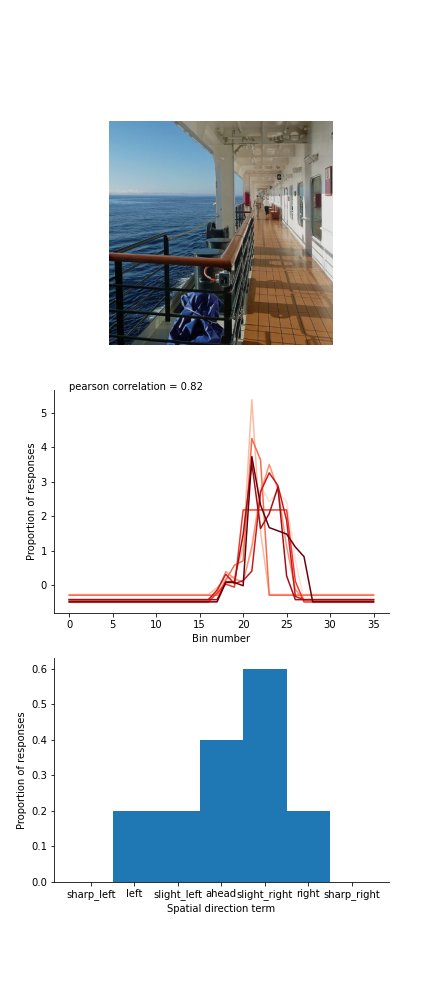 pearson correlation = 0.82
5
4
3
2
1
0
Proportion of responses
0 5 10 15 20 25 30 35
Bin number
0.6
0.5
0.4
0.3
0.2
0.1
0.0
Proportion of responses
sharp_left left slight_left ahead slight_right right sharp_right
Spatial direction term